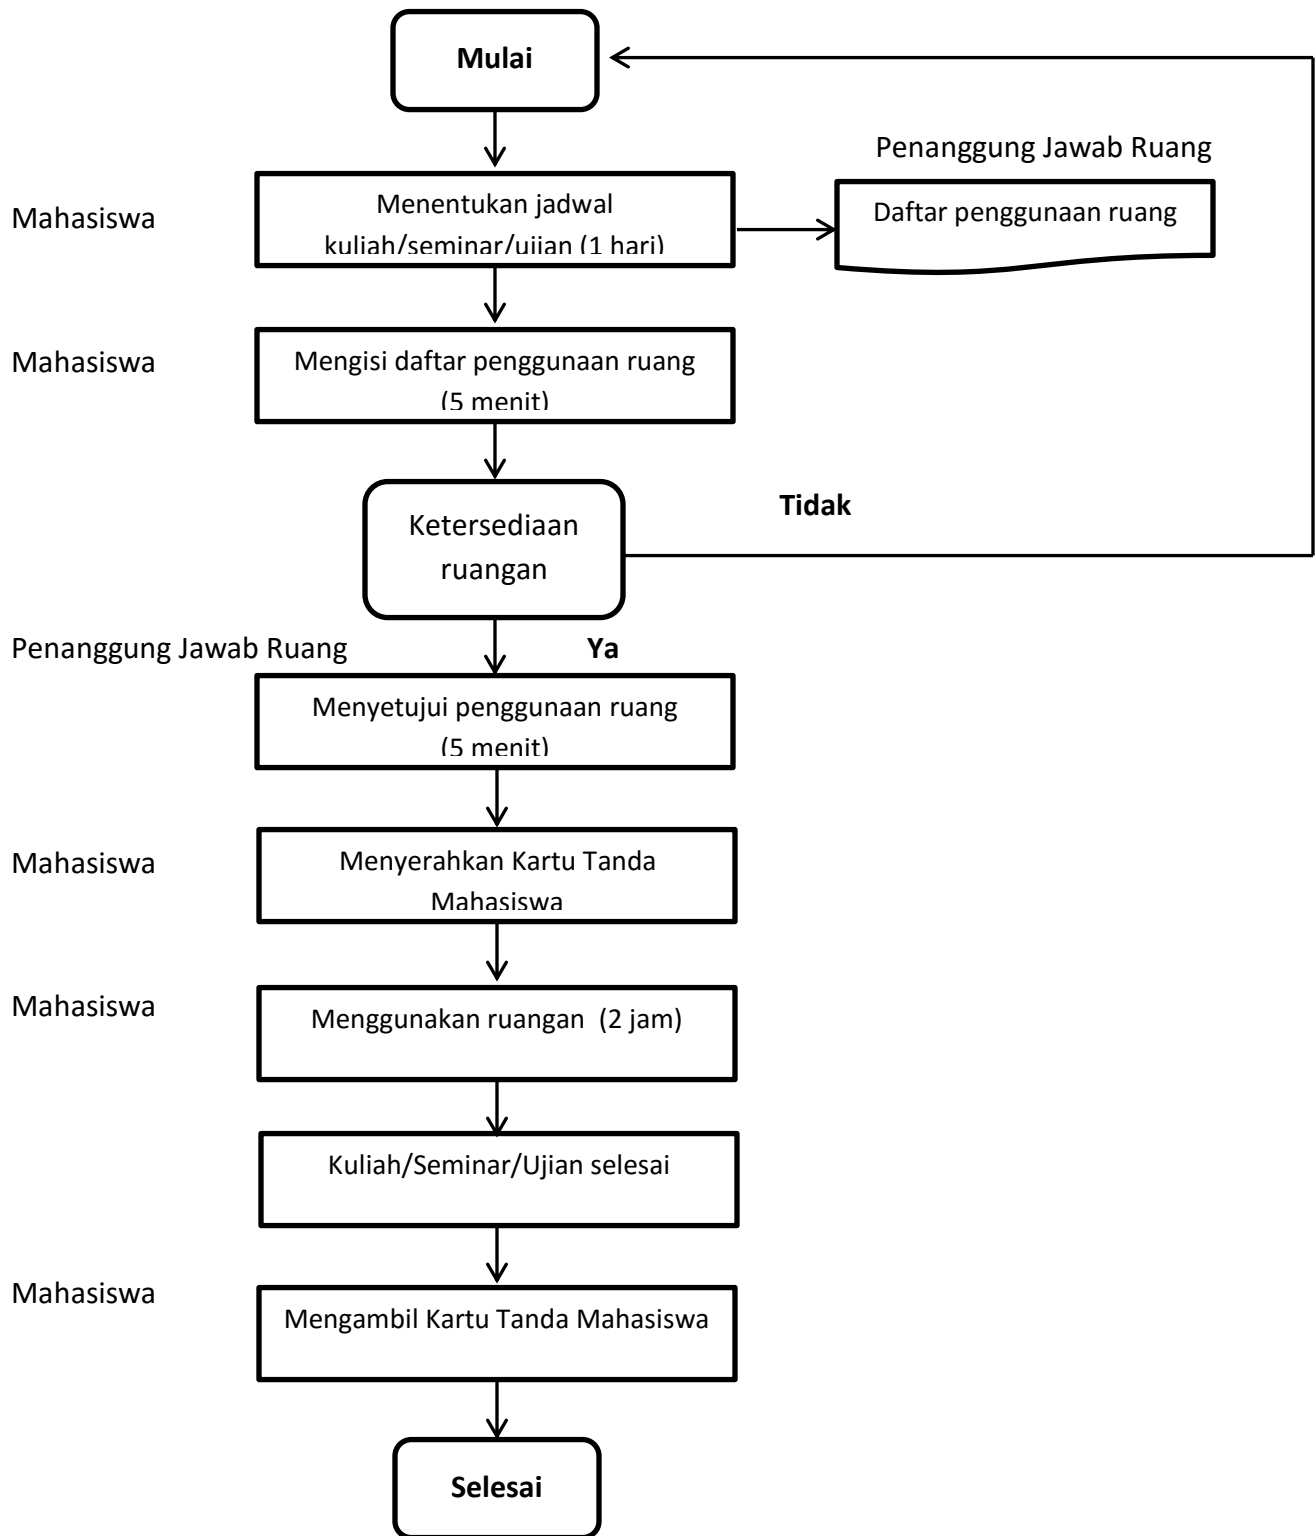 Mulai
Penanggung Jawab Ruang
Mahasiswa
Menentukan jadwal
kuliah/seminar/ujian (1 hari)
Daftar penggunaan ruang
Mahasiswa
Mengisi daftar penggunaan ruang
(5 menit)
Ketersediaan
ruangan
Tidak
Penanggung Jawab Ruang
Ya
Menyetujui penggunaan ruang
(5 menit)
Mahasiswa
Menyerahkan Kartu Tanda
Mahasiswa
Mahasiswa
Menggunakan ruangan (2 jam)
Kuliah/Seminar/Ujian selesai
Mahasiswa
Mengambil Kartu Tanda Mahasiswa
Selesai